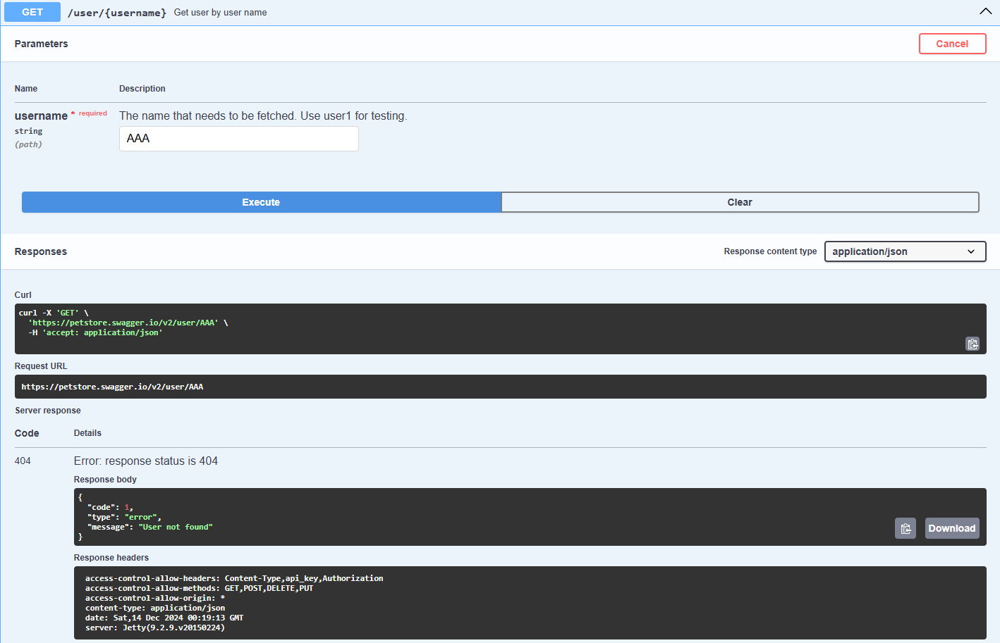 GET /user/{username} Get user by user name
Parameters Cancel
Name Description
username * required The name that needs to be fetched. Use user1 for testing.
string
(path)
AAA
Execute Clear
Responses Response content type application/json
Curl
curl -X 'GET' \
'https://petstore.swagger.io/v2/user/AAA' \
-H 'accept: application/json'
Request URL
https://petstore.swagger.io/v2/user/AAA
Server response
Code Details
404 Error: response status is 404
Response body
{
"code": 1,
"type": "error",
"message": "User not found"
}
Download
Response headers
access-control-allow-headers: Content-Type,api_key,Authorization
access-control-allow-methods: GET,POST,DELETE,PUT
access-control-allow-origin: *
content-type: application/json
date: Sat,14 Dec 2024 00:19:13 GMT
server: Jetty(9.2.9.v20150224)